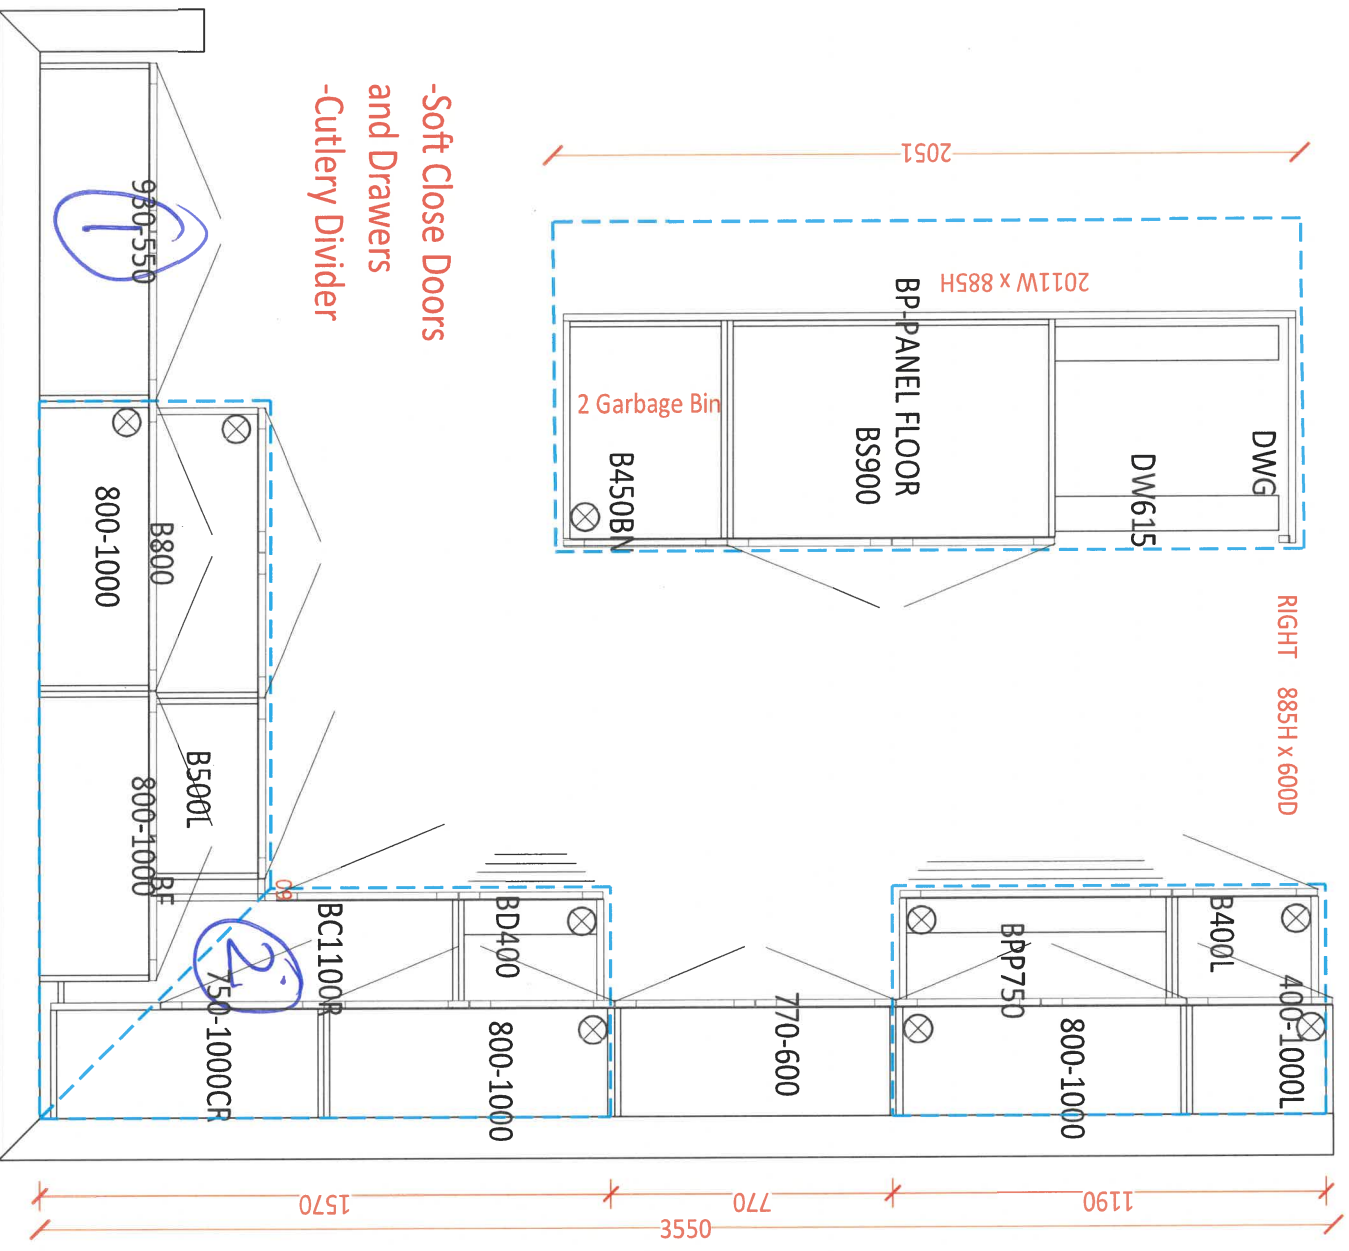 -Soft Close Doors
and Drawers
-Cutlery Divider
2051
2011W x 885H
BP-PANEL FLOOR
BS900
2 Garbage Bin
B450BN
DWG
DW615
RIGHT 885H x 600D
930-550
1
800-1000
B800
B500L
800-1000
BF
60
BC1100R
BD400
2
750-1000CR
800-1000
770-600
BPP750
B400L
800-1000
400-1000L
1570
770
1190
3550